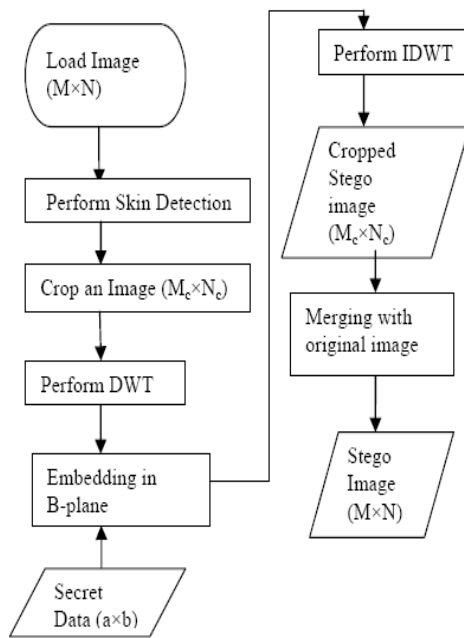 Load Image
(M×N)
Perform Skin Detection
Crop an Image (M𝒸×N𝒸)
Perform DWT
Embedding in
B-plane
Secret
Data (a×b)
Perform IDWT
Cropped
Stego
image
(M𝒸×N𝒸)
Merging with
original image
Stego
Image
(M×N)